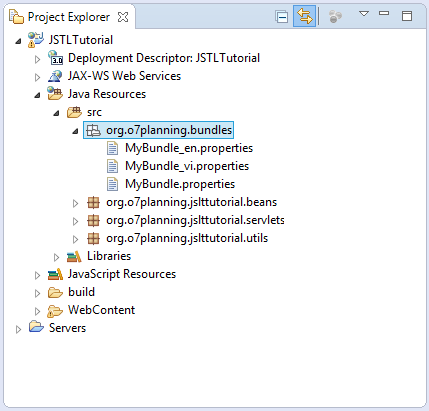 Project Explorer
JSTLTutorial
3.0 Deployment Descriptor: JSTLTutorial
JAX-WS Web Services
Java Resources
src
org.o7planning.bundles
MyBundle_en.properties
MyBundle_vi.properties
MyBundle.properties
org.o7planning.jslttutorial.beans
org.o7planning.jslttutorial.servlets
org.o7planning.jslttutorial.utils
Libraries
JavaScript Resources
build
WebContent
Servers